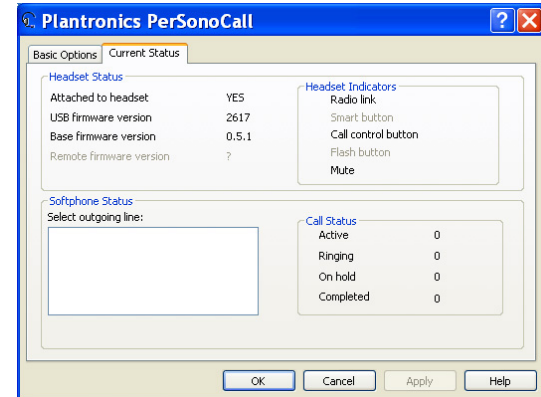 Plantronics PerSonoCall
Basic Options Current Status
Headset Status
Attached to headset YES
USB firmware version 2617
Base firmware version 0.5.1
Remote firmware version ?
Headset Indicators
Radio link
Smart button
Call control button
Flash button
Mute
Softphone Status
Select outgoing line:
Call Status
Active 0
Ringing 0
On hold 0
Completed 0
OK Cancel Apply Help